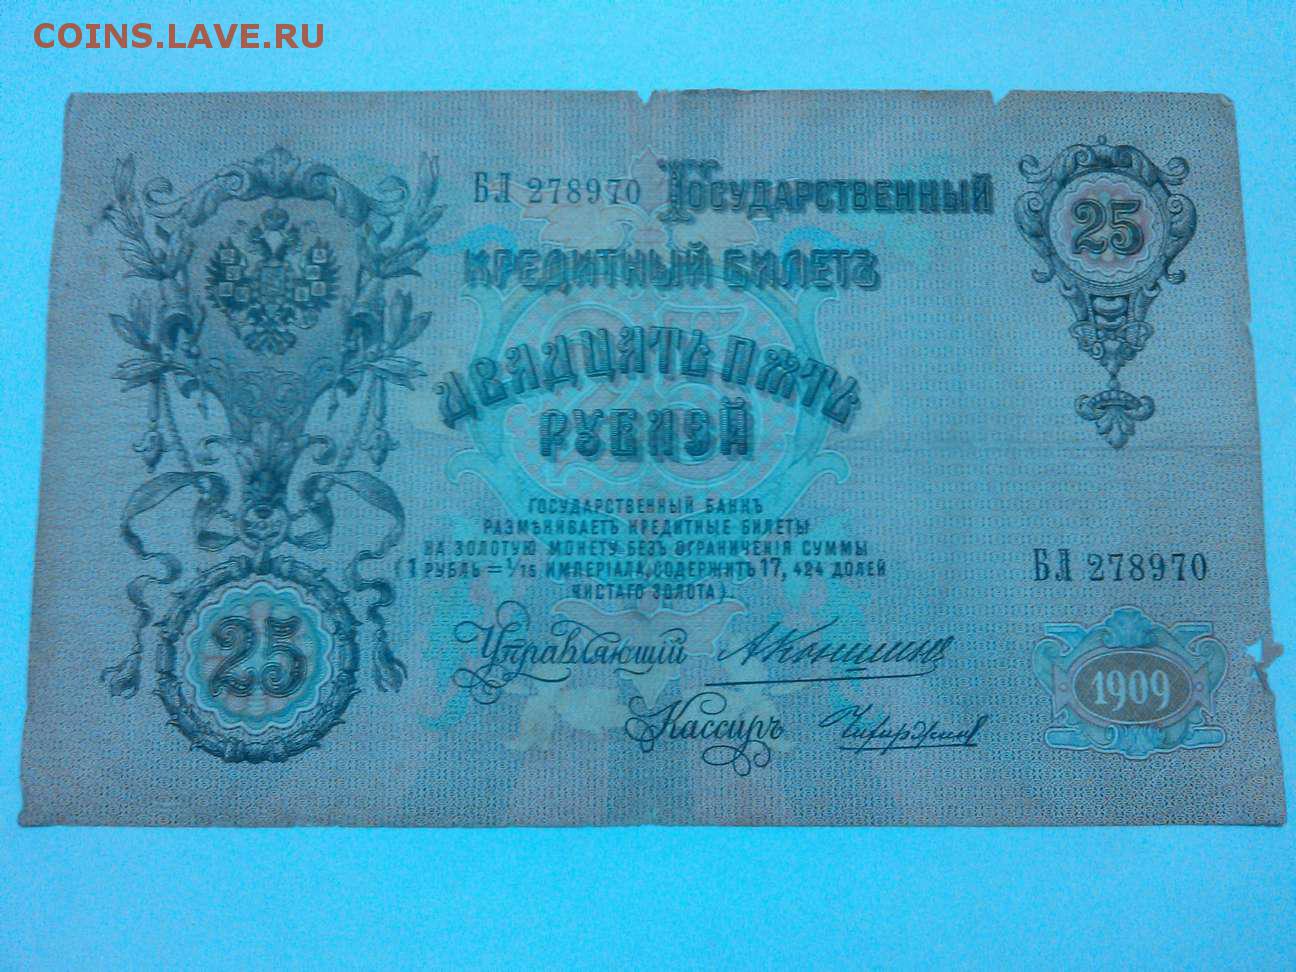 COINS.LAVE.RU
БЛ 278970 ГОСУДАРСТВЕННЫЙ
КРЕДИТНЫЙ БИЛЕТЪ
25
ДВАДЦАТЬ ПЯТЬ
РУБЛЕЙ
ГОСУДАРСТВЕННЫЙ БАНКЪ
РАЗМѢНИВАЕТЪ КРЕДИТНЫЕ БИЛЕТЫ
НА ЗОЛОТУЮ МОНЕТУ БЕЗЪ ОГРАНИЧЕНІЯ СУММЫ
(1 РУБЛЬ = 1/15 ИМПЕРІАЛА, СОДЕРЖИТЪ 17, 424 ДОЛЕЙ
ЧИСТАГО ЗОЛОТА).
БЛ 278970
25
Управляющій АКоншинъ
Кассиръ
1909